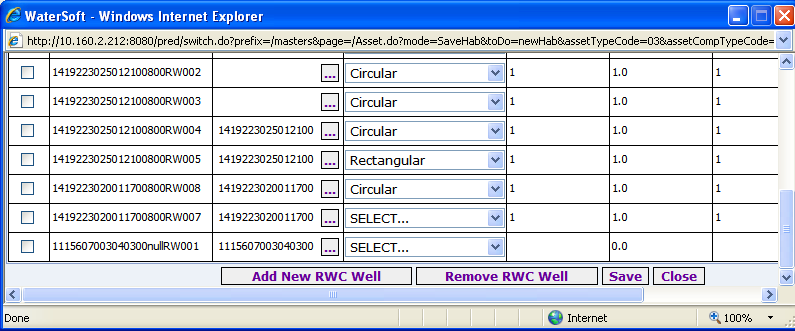 WaterSoft - Windows Internet Explorer
http://10.160.2.212:8080/pred/switch.do?prefix=/masters&page=/Asset.do?mode=SaveHab&toDo=newHab&assetTypeCode=03&assetCompTypeCode=
1419223025012100800RW002 ... Circular 1 1.0 1
1419223025012100800RW003 ... Circular 1 1.0 1
1419223025012100800RW004 1419223025012100 ... Circular 1 1.0 1
1419223025012100800RW005 1419223025012100 ... Rectangular 1 1.0 1
1419223020011700800RW008 1419223020011700 ... Circular 1 1.0 1
1419223020011700800RW007 1419223020011700 ... SELECT... 1 1.0 1
1115607003040300nullRW001 1115607003040300 ... SELECT... 0.0
Add New RWC Well Remove RWC Well Save Close
Done Internet 100%